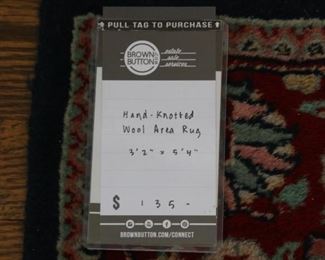 PULL TAG TO PURCHASE
BROWN BUTTON
estate
sale
services
Hand-Knotted
Wool Area Rug
3'2" x 5'4"
$ 135-
BROWNBUTTON.COM/CONNECT